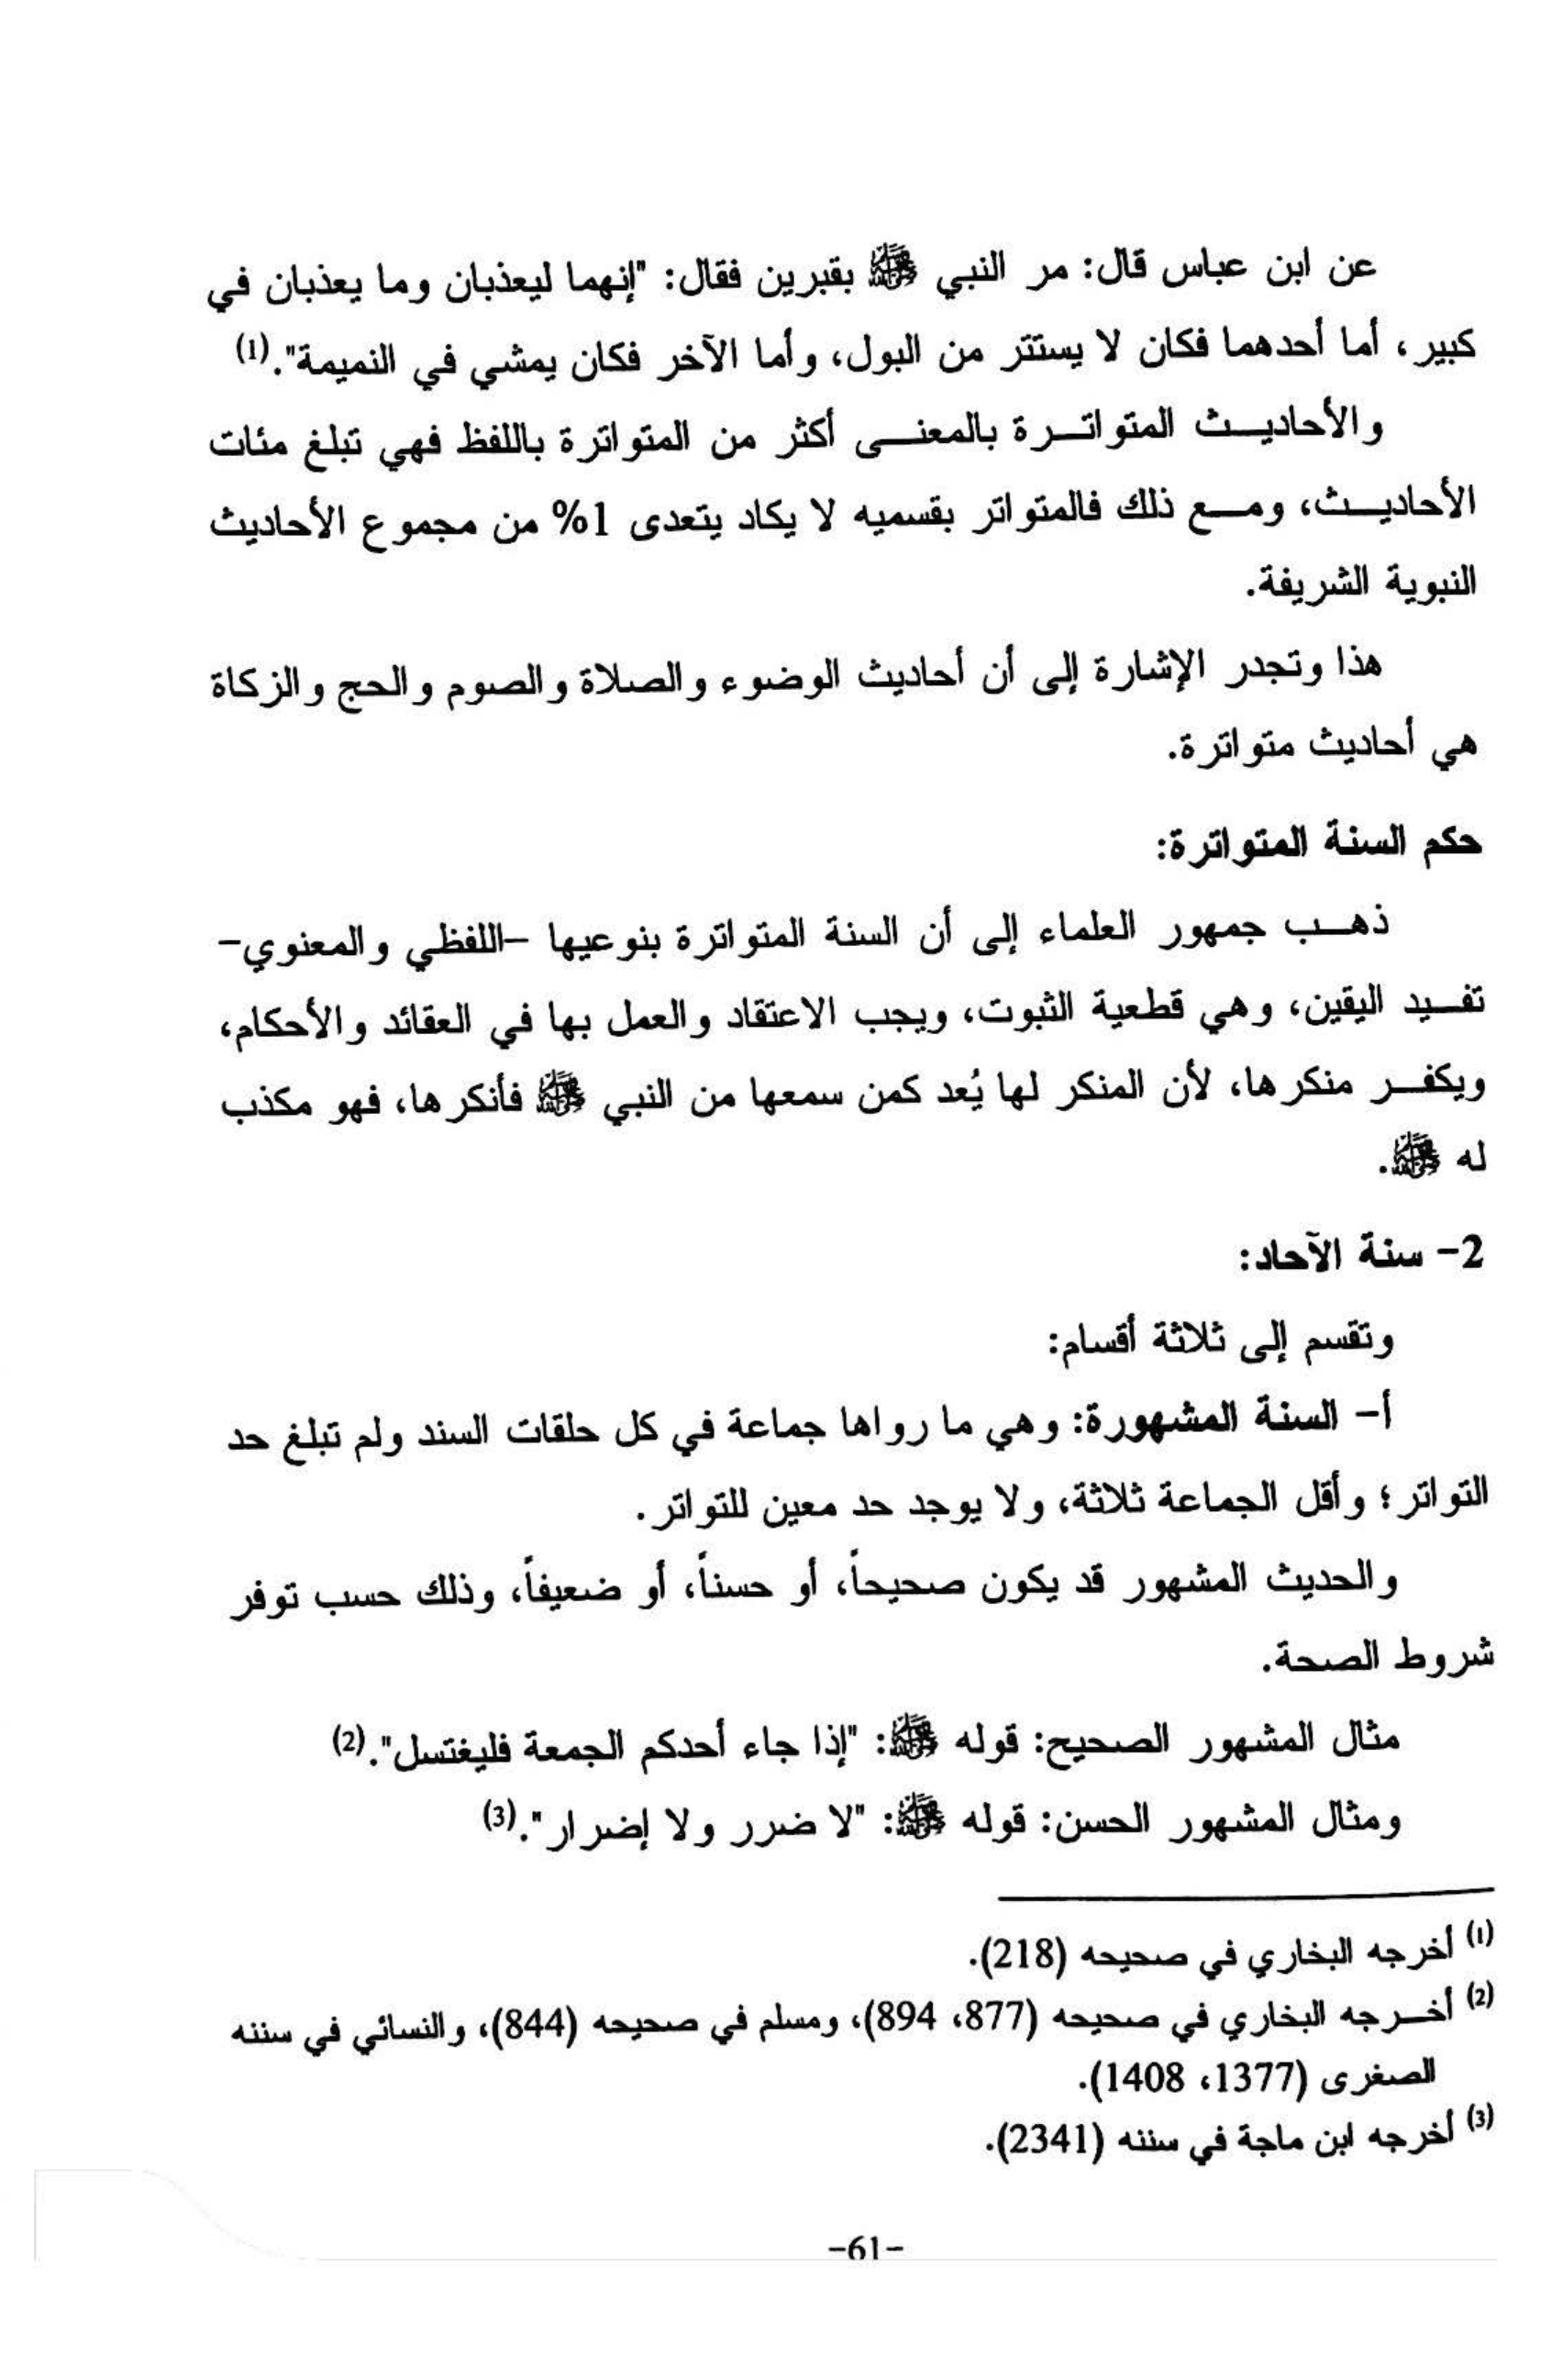 عن ابن عباس قال: مر النبي ﷺ بقبرين فقال: "إنهما ليعذبان وما يعذبان في
كبير، أما أحدهما فكان لا يستتر من البول، وأما الآخر فكان يمشي في النميمة".(1)
والأحاديث المتواترة بالمعنى أكثر من المتواترة باللفظ فهي تبلغ مئات
الأحاديث، ومع ذلك فالمتواتر بقسميه لا يكاد يتعدى 1% من مجموع الأحاديث
النبوية الشريفة.
هذا وتجدر الإشارة إلى أن أحاديث الوضوء والصلاة والصوم والحج والزكاة
هي أحاديث متواترة.
حكم السنة المتواترة:
ذهب جمهور العلماء إلى أن السنة المتواترة بنوعيها –اللفظي والمعنوي–
تفيد اليقين، وهي قطعية الثبوت، ويجب الاعتقاد والعمل بها في العقائد والأحكام،
ويكفر منكرها، لأن المنكر لها يُعد كمن سمعها من النبي ﷺ فأنكرها، فهو مكذب
له ﷺ.
2– سنة الآحاد:
وتقسم إلى ثلاثة أقسام:
أ– السنة المشهورة: وهي ما رواها جماعة في كل حلقات السند ولم تبلغ حد
التواتر؛ وأقل الجماعة ثلاثة، ولا يوجد حد معين للتواتر.
والحديث المشهور قد يكون صحيحاً، أو حسناً، أو ضعيفاً، وذلك حسب توفر
شروط الصحة.
مثال المشهور الصحيح: قوله ﷺ: "إذا جاء أحدكم الجمعة فليغتسل".(2)
ومثال المشهور الحسن: قوله ﷺ: "لا ضرر ولا إضرار".(3)
(1) أخرجه البخاري في صحيحه (218).
(2) أخرجه البخاري في صحيحه (877، 894)، ومسلم في صحيحه (844)، والنسائي في سننه
الصغرى (1377، 1408).
(3) أخرجه ابن ماجة في سننه (2341).
–61–